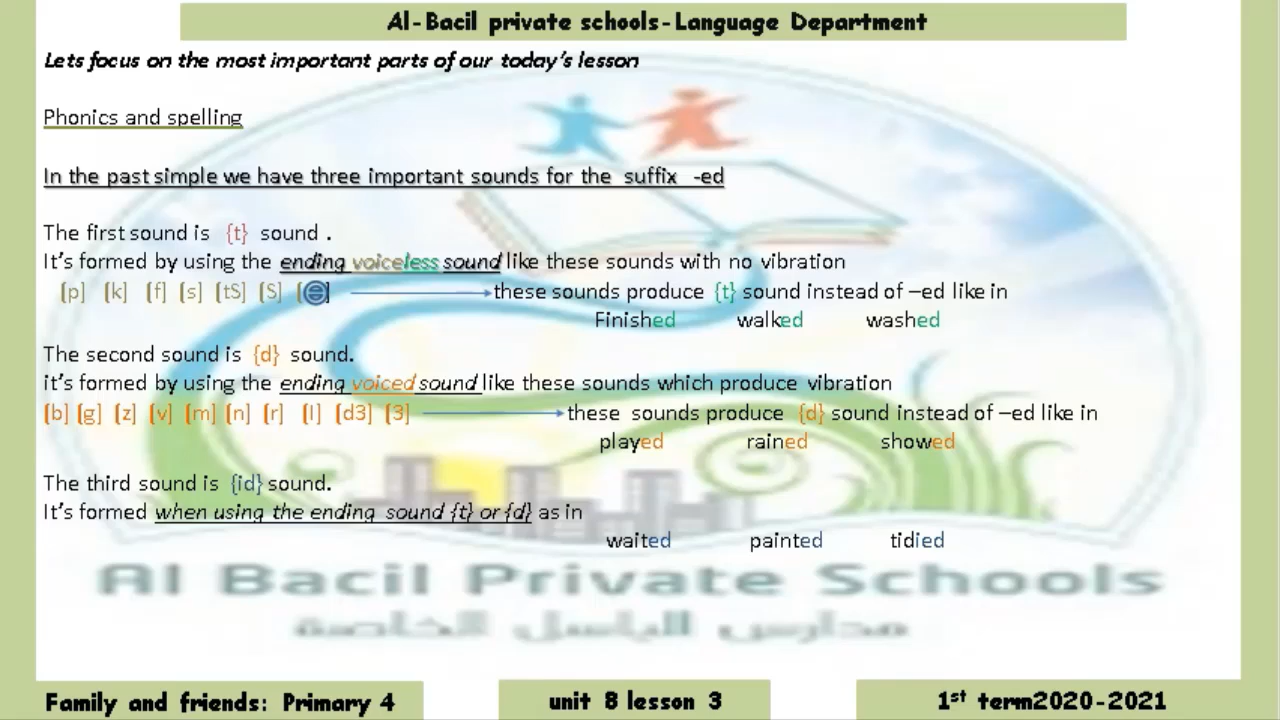 Al-Bacil private schools-Language Department
Lets focus on the most important parts of our today's lesson
Phonics and spelling
In the past simple we have three important sounds for the suffix -ed
The first sound is {t} sound .
It's formed by using the ending voiceless sound like these sounds with no vibration
[p] [k] [f] [s] [tS] [S] [Ɵ] these sounds produce {t} sound instead of –ed like in
Finished walked washed
The second sound is {d} sound.
it's formed by using the ending voiced sound like these sounds which produce vibration
[b] [g] [z] [v] [m] [n] [r] [l] [d3] [3] these sounds produce {d} sound instead of –ed like in
played rained showed
The third sound is {id} sound.
It's formed when using the ending sound {t} or {d} as in
waited painted tidied
Al Bacil Private Schools
مدارس الباسل الخاصة
Family and friends: Primary 4
unit 8 lesson 3
1st term2020-2021